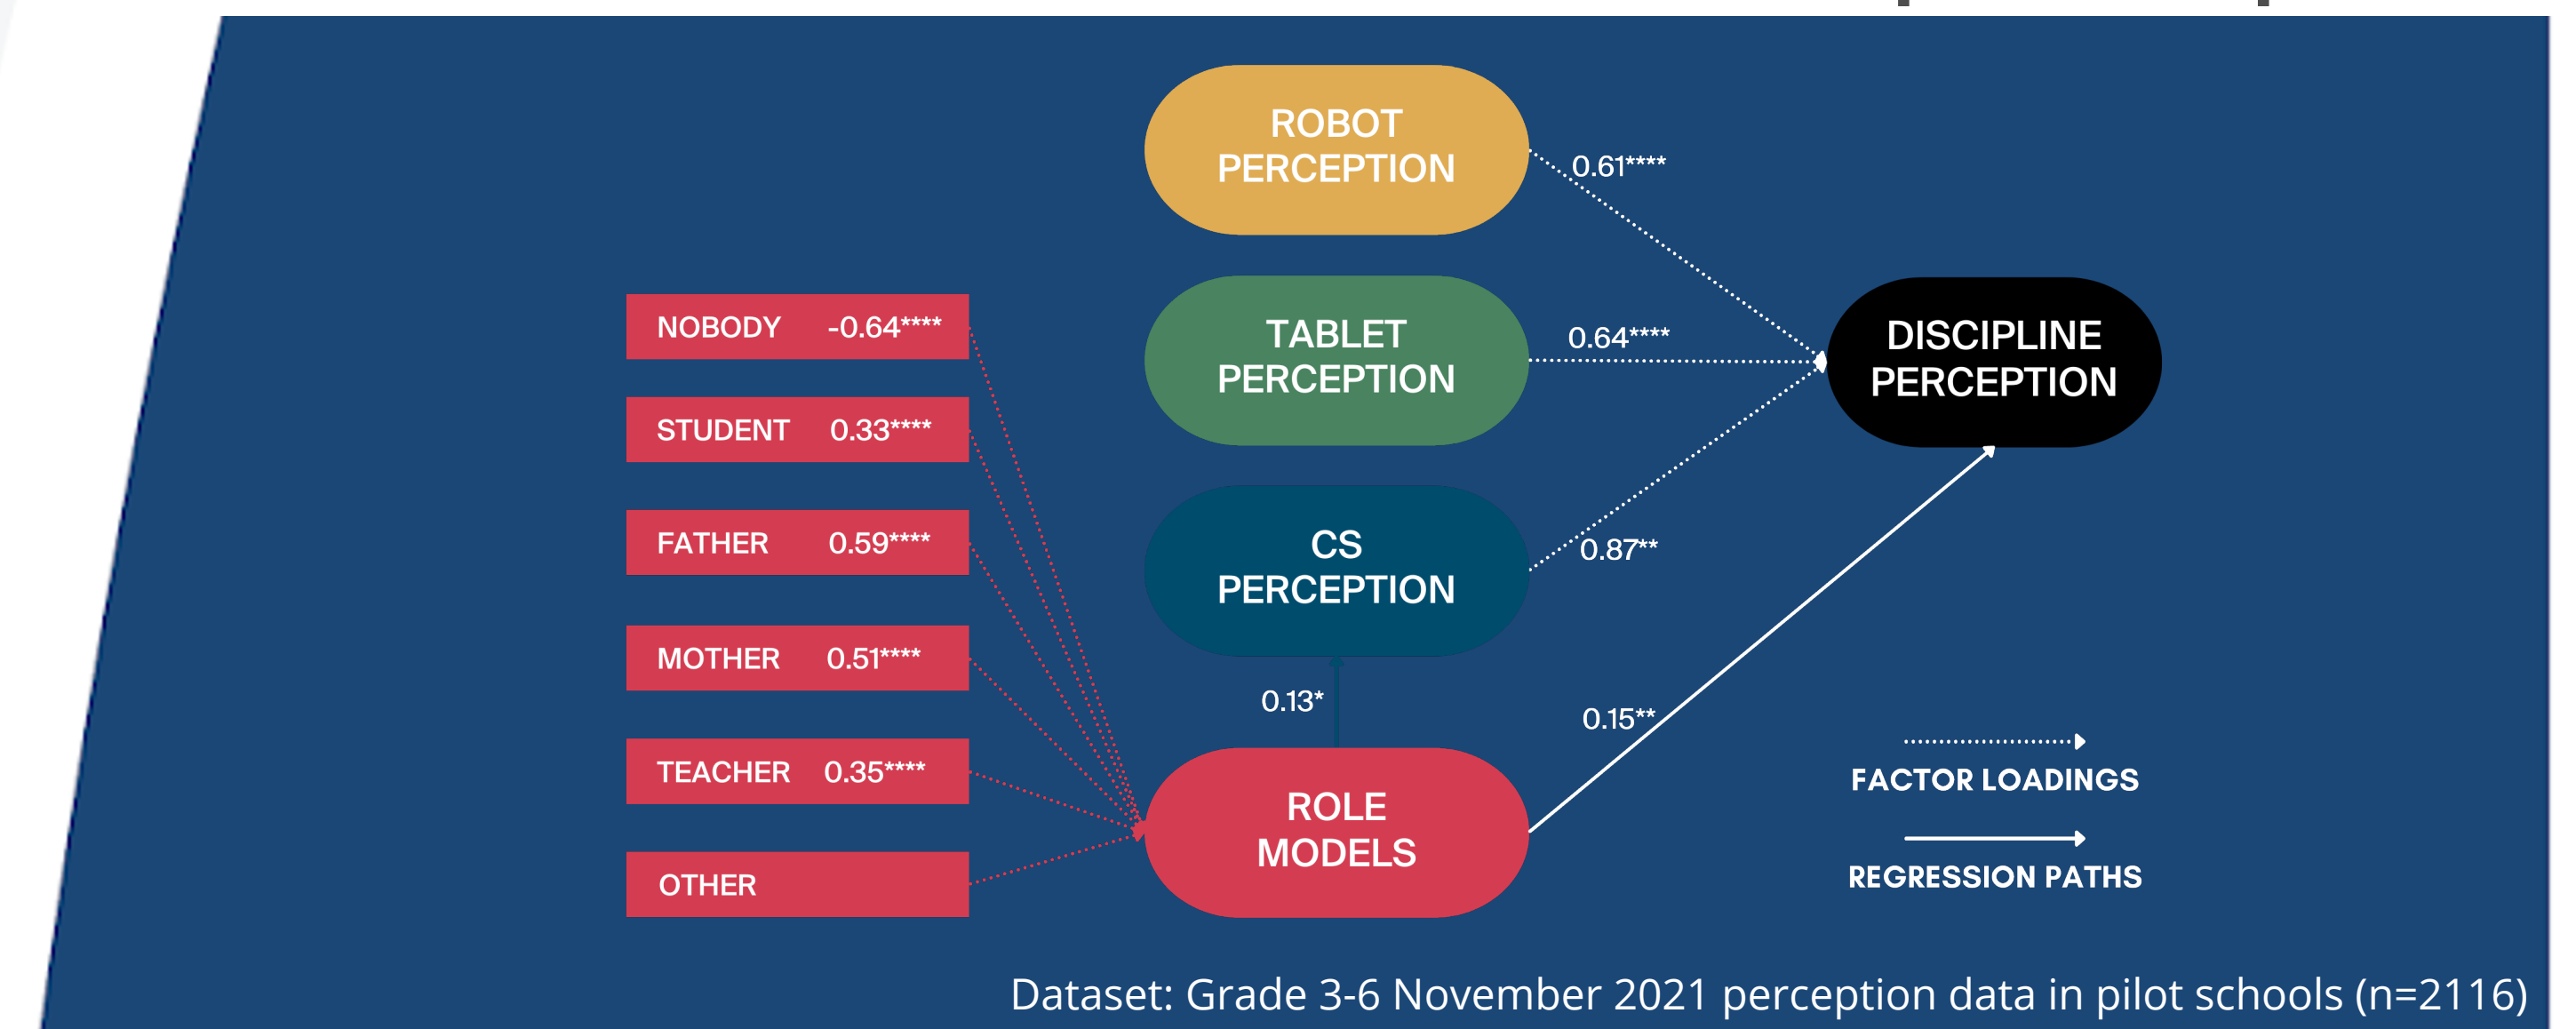 ROBOT
PERCEPTION
0.61****
TABLET
PERCEPTION
0.64****
DISCIPLINE
PERCEPTION
NOBODY -0.64****
STUDENT 0.33****
FATHER 0.59****
MOTHER 0.51****
TEACHER 0.35****
OTHER
CS
PERCEPTION
0.87**
0.13*
0.15**
ROLE
MODELS
FACTOR LOADINGS
REGRESSION PATHS
Dataset: Grade 3-6 November 2021 perception data in pilot schools (n=2116)